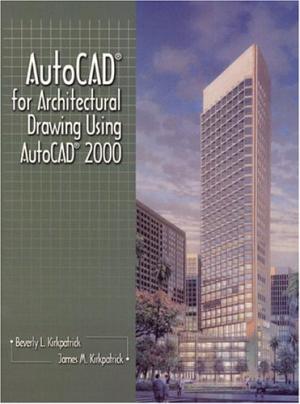 AutoCAD®
for Architectural
Drawing Using
AutoCAD® 2000
Beverly L. Kirkpatrick
James M. Kirkpatrick